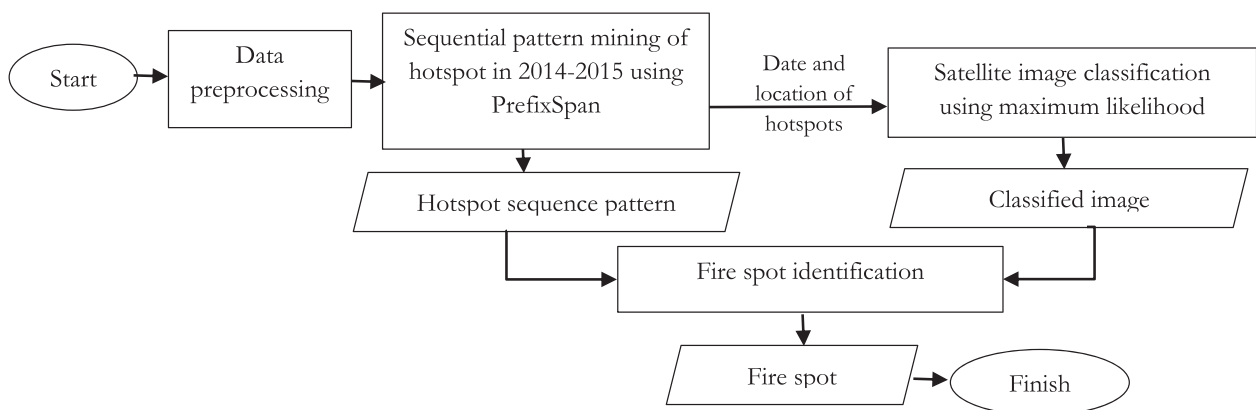 Start
Data
preprocessing
Sequential pattern mining of
hotspot in 2014-2015 using
PrefixSpan
Date and
location of
hotspots
Satellite image classification
using maximum likelihood
Hotspot sequence pattern
Classified image
Fire spot identification
Fire spot
Finish